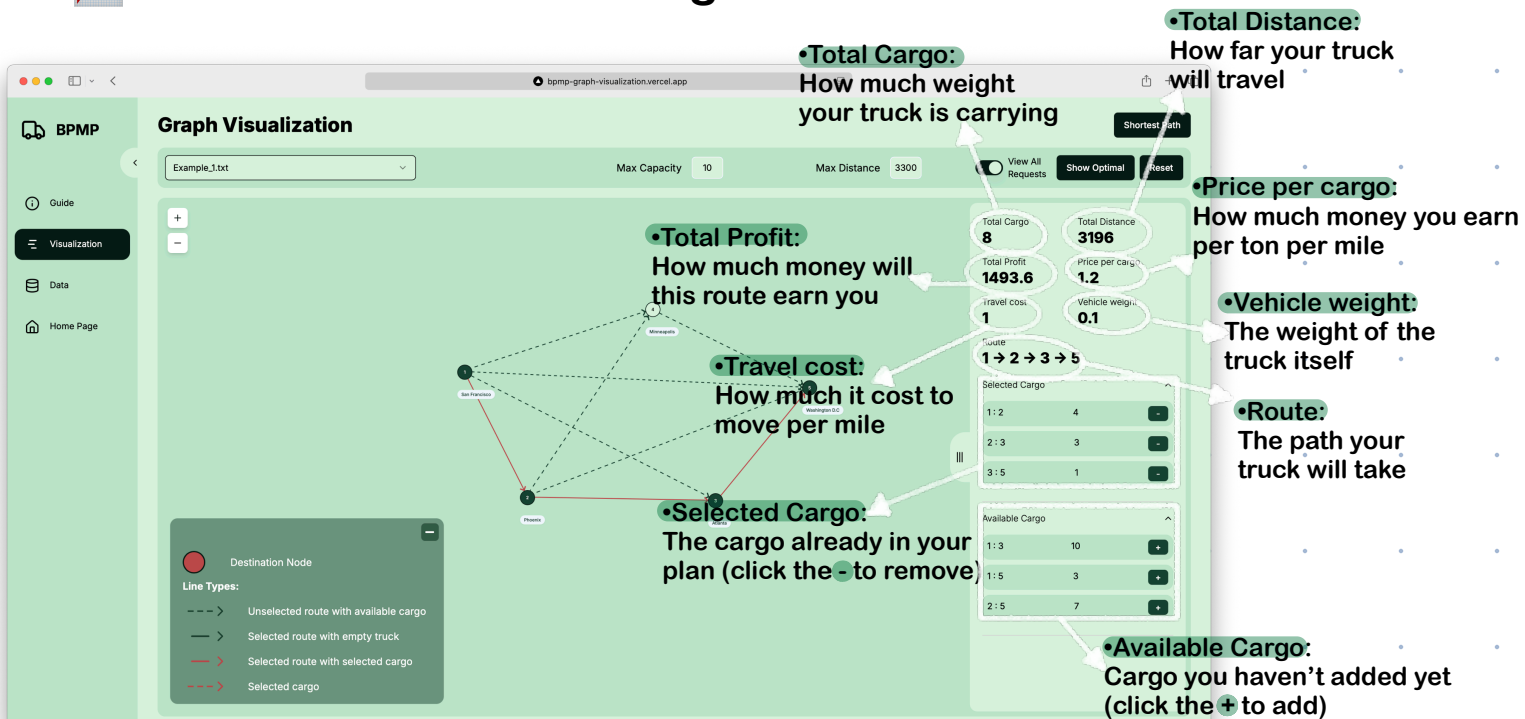 •Total Distance:
How far your truck
will travel
•Total Cargo:
How much weight
your truck is carrying
bpmp-graph-visualization.vercel.app
BPMP
Graph Visualization
Shortest Path
Example_1.txt
Max Capacity 10
Max Distance 3300
View All
Requests
Show Optimal
Reset
Guide
Visualization
Data
Home Page
+
−
•Price per cargo:
How much money you earn
per ton per mile
•Total Profit:
How much money will
this route earn you
Total Cargo
8
Total Distance
3196
Total Profit
1493.6
Price per cargo
1.2
Travel cost
1
Vehicle weight
0.1
Route
1 → 2 → 3 → 5
•Vehicle weight:
The weight of the
truck itself
•Travel cost:
How much it cost to
move per mile
•Route:
The path your
truck will take
4
Minneapolis
1
San Francisco
Washington D.C
2
Phoenix
3
Atlanta
Selected Cargo
1 : 2 4 -
2 : 3 3 -
3 : 5 1 -
•Selected Cargo:
The cargo already in your
plan (click the - to remove)
Available Cargo
1 : 3 10 +
1 : 5 3 +
2 : 5 7 +
•Available Cargo:
Cargo you haven't added yet
(click the + to add)
Destination Node
Line Types:
Unselected route with available cargo
Selected route with empty truck
Selected route with selected cargo
Selected cargo